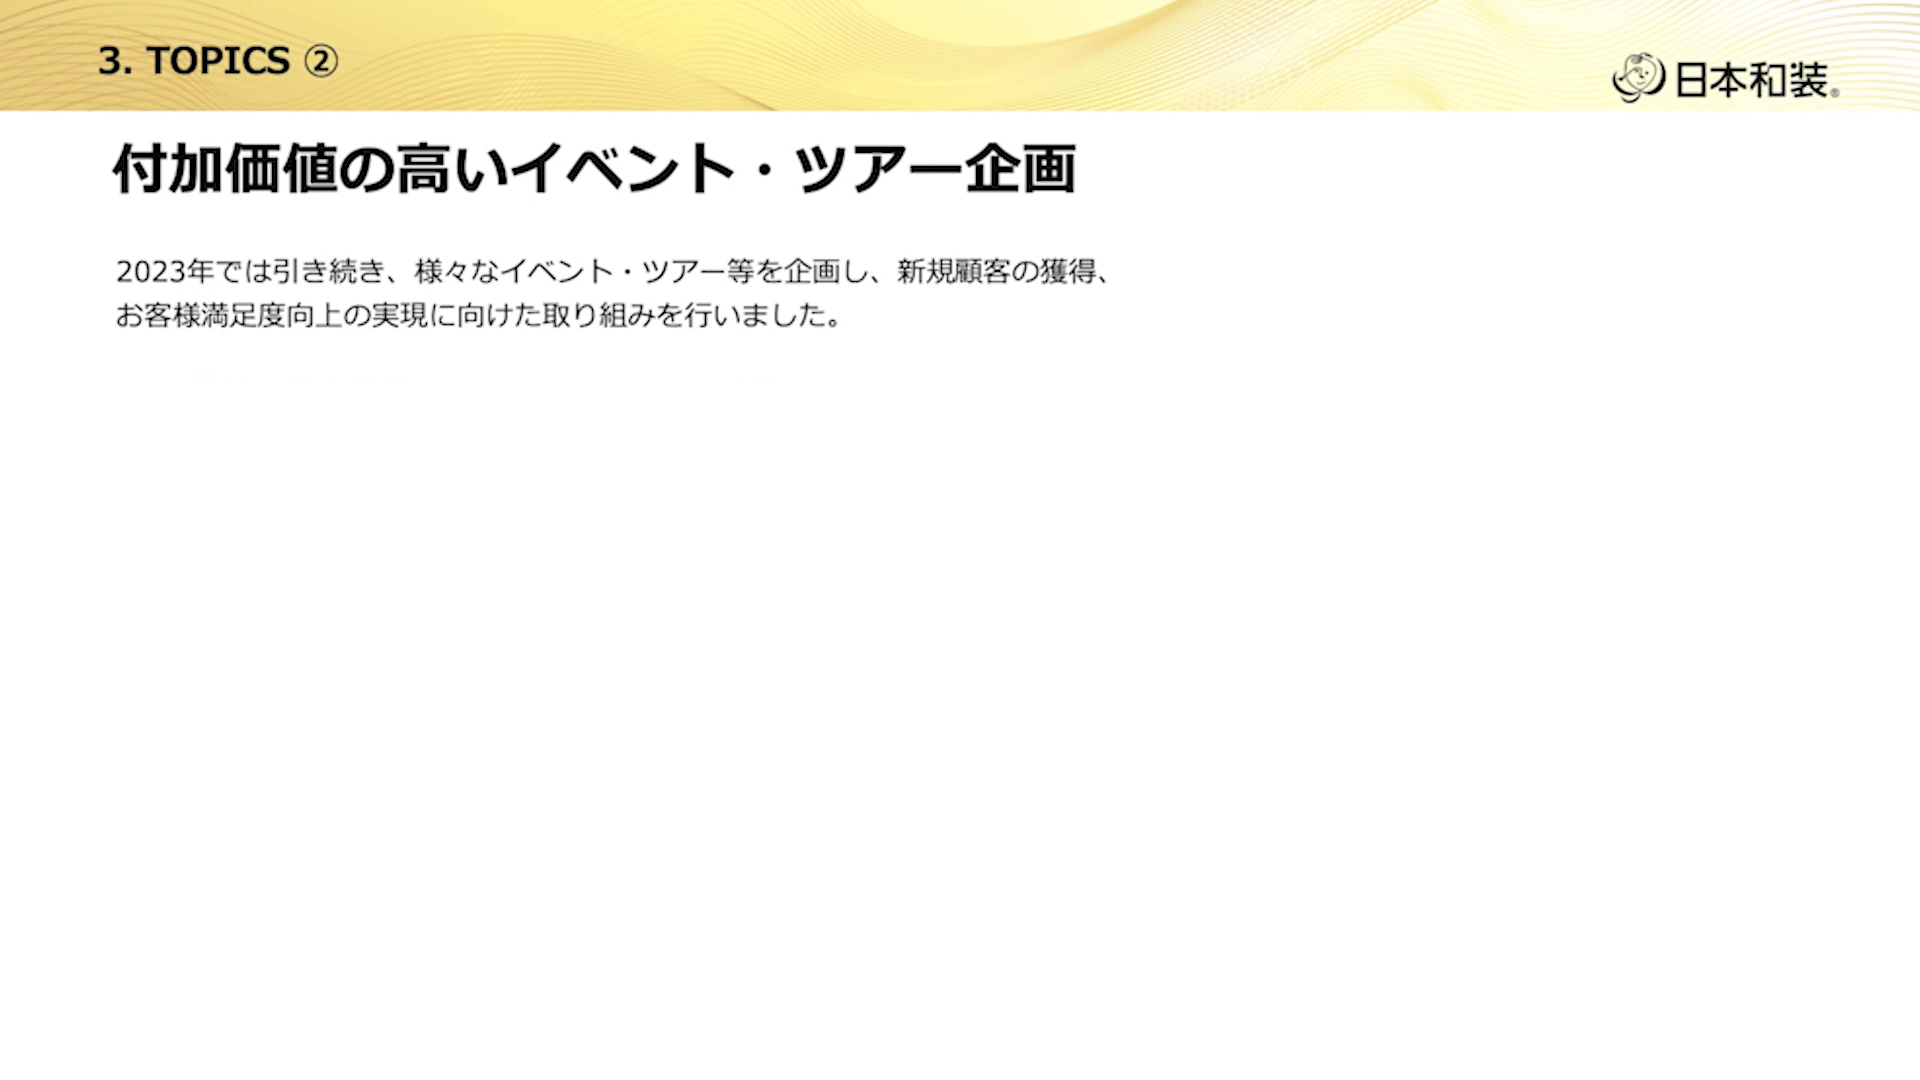 3. TOPICS ②
日本和装®
付加価値の高いイベント・ツアー企画
2023年では引き続き、様々なイベント・ツアー等を企画し、新規顧客の獲得、
お客様満足度向上の実現に向けた取り組みを行いました。